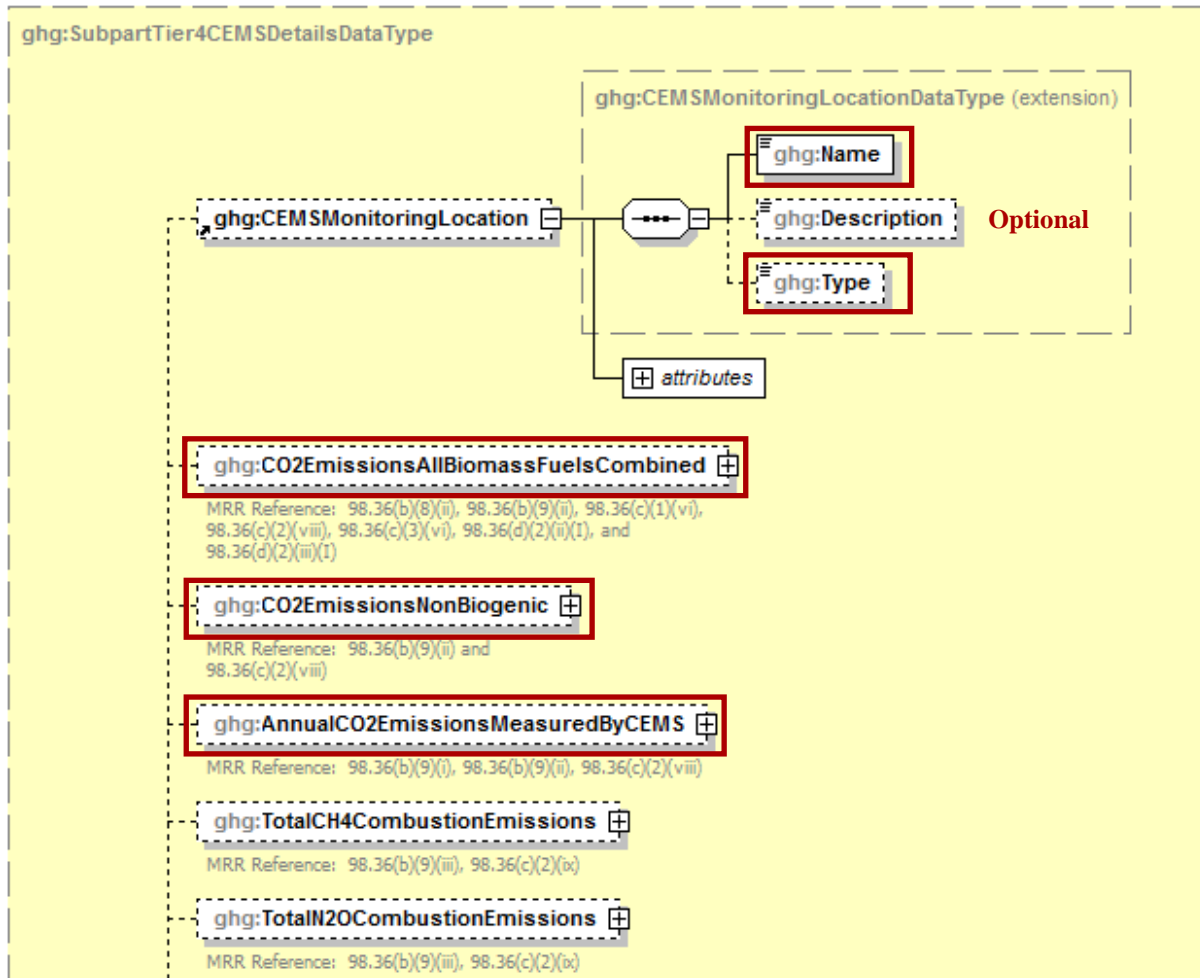 ghg:SubpartTier4CEMSDetailsDataType
ghg:CEMSMonitoringLocationDataType (extension)
ghg:Name
ghg:CEMSMonitoringLocation
ghg:Description
Optional
ghg:Type
attributes
ghg:CO2EmissionsAllBiomassFuelsCombined
MRR Reference: 98.36(b)(8)(ii), 98.36(b)(9)(ii), 98.36(c)(1)(vi),
98.36(c)(2)(viii), 98.36(c)(3)(vi), 98.36(d)(2)(ii)(I), and
98.36(d)(2)(iii)(I)
ghg:CO2EmissionsNonBiogenic
MRR Reference: 98.36(b)(9)(ii) and
98.36(c)(2)(viii)
ghg:AnnualCO2EmissionsMeasuredByCEMS
MRR Reference: 98.36(b)(9)(i), 98.36(b)(9)(ii), 98.36(c)(2)(viii)
ghg:TotalCH4CombustionEmissions
MRR Reference: 98.36(b)(9)(iii), 98.36(c)(2)(ix)
ghg:TotalN2OCombustionEmissions
MRR Reference: 98.36(b)(9)(iii), 98.36(c)(2)(ix)